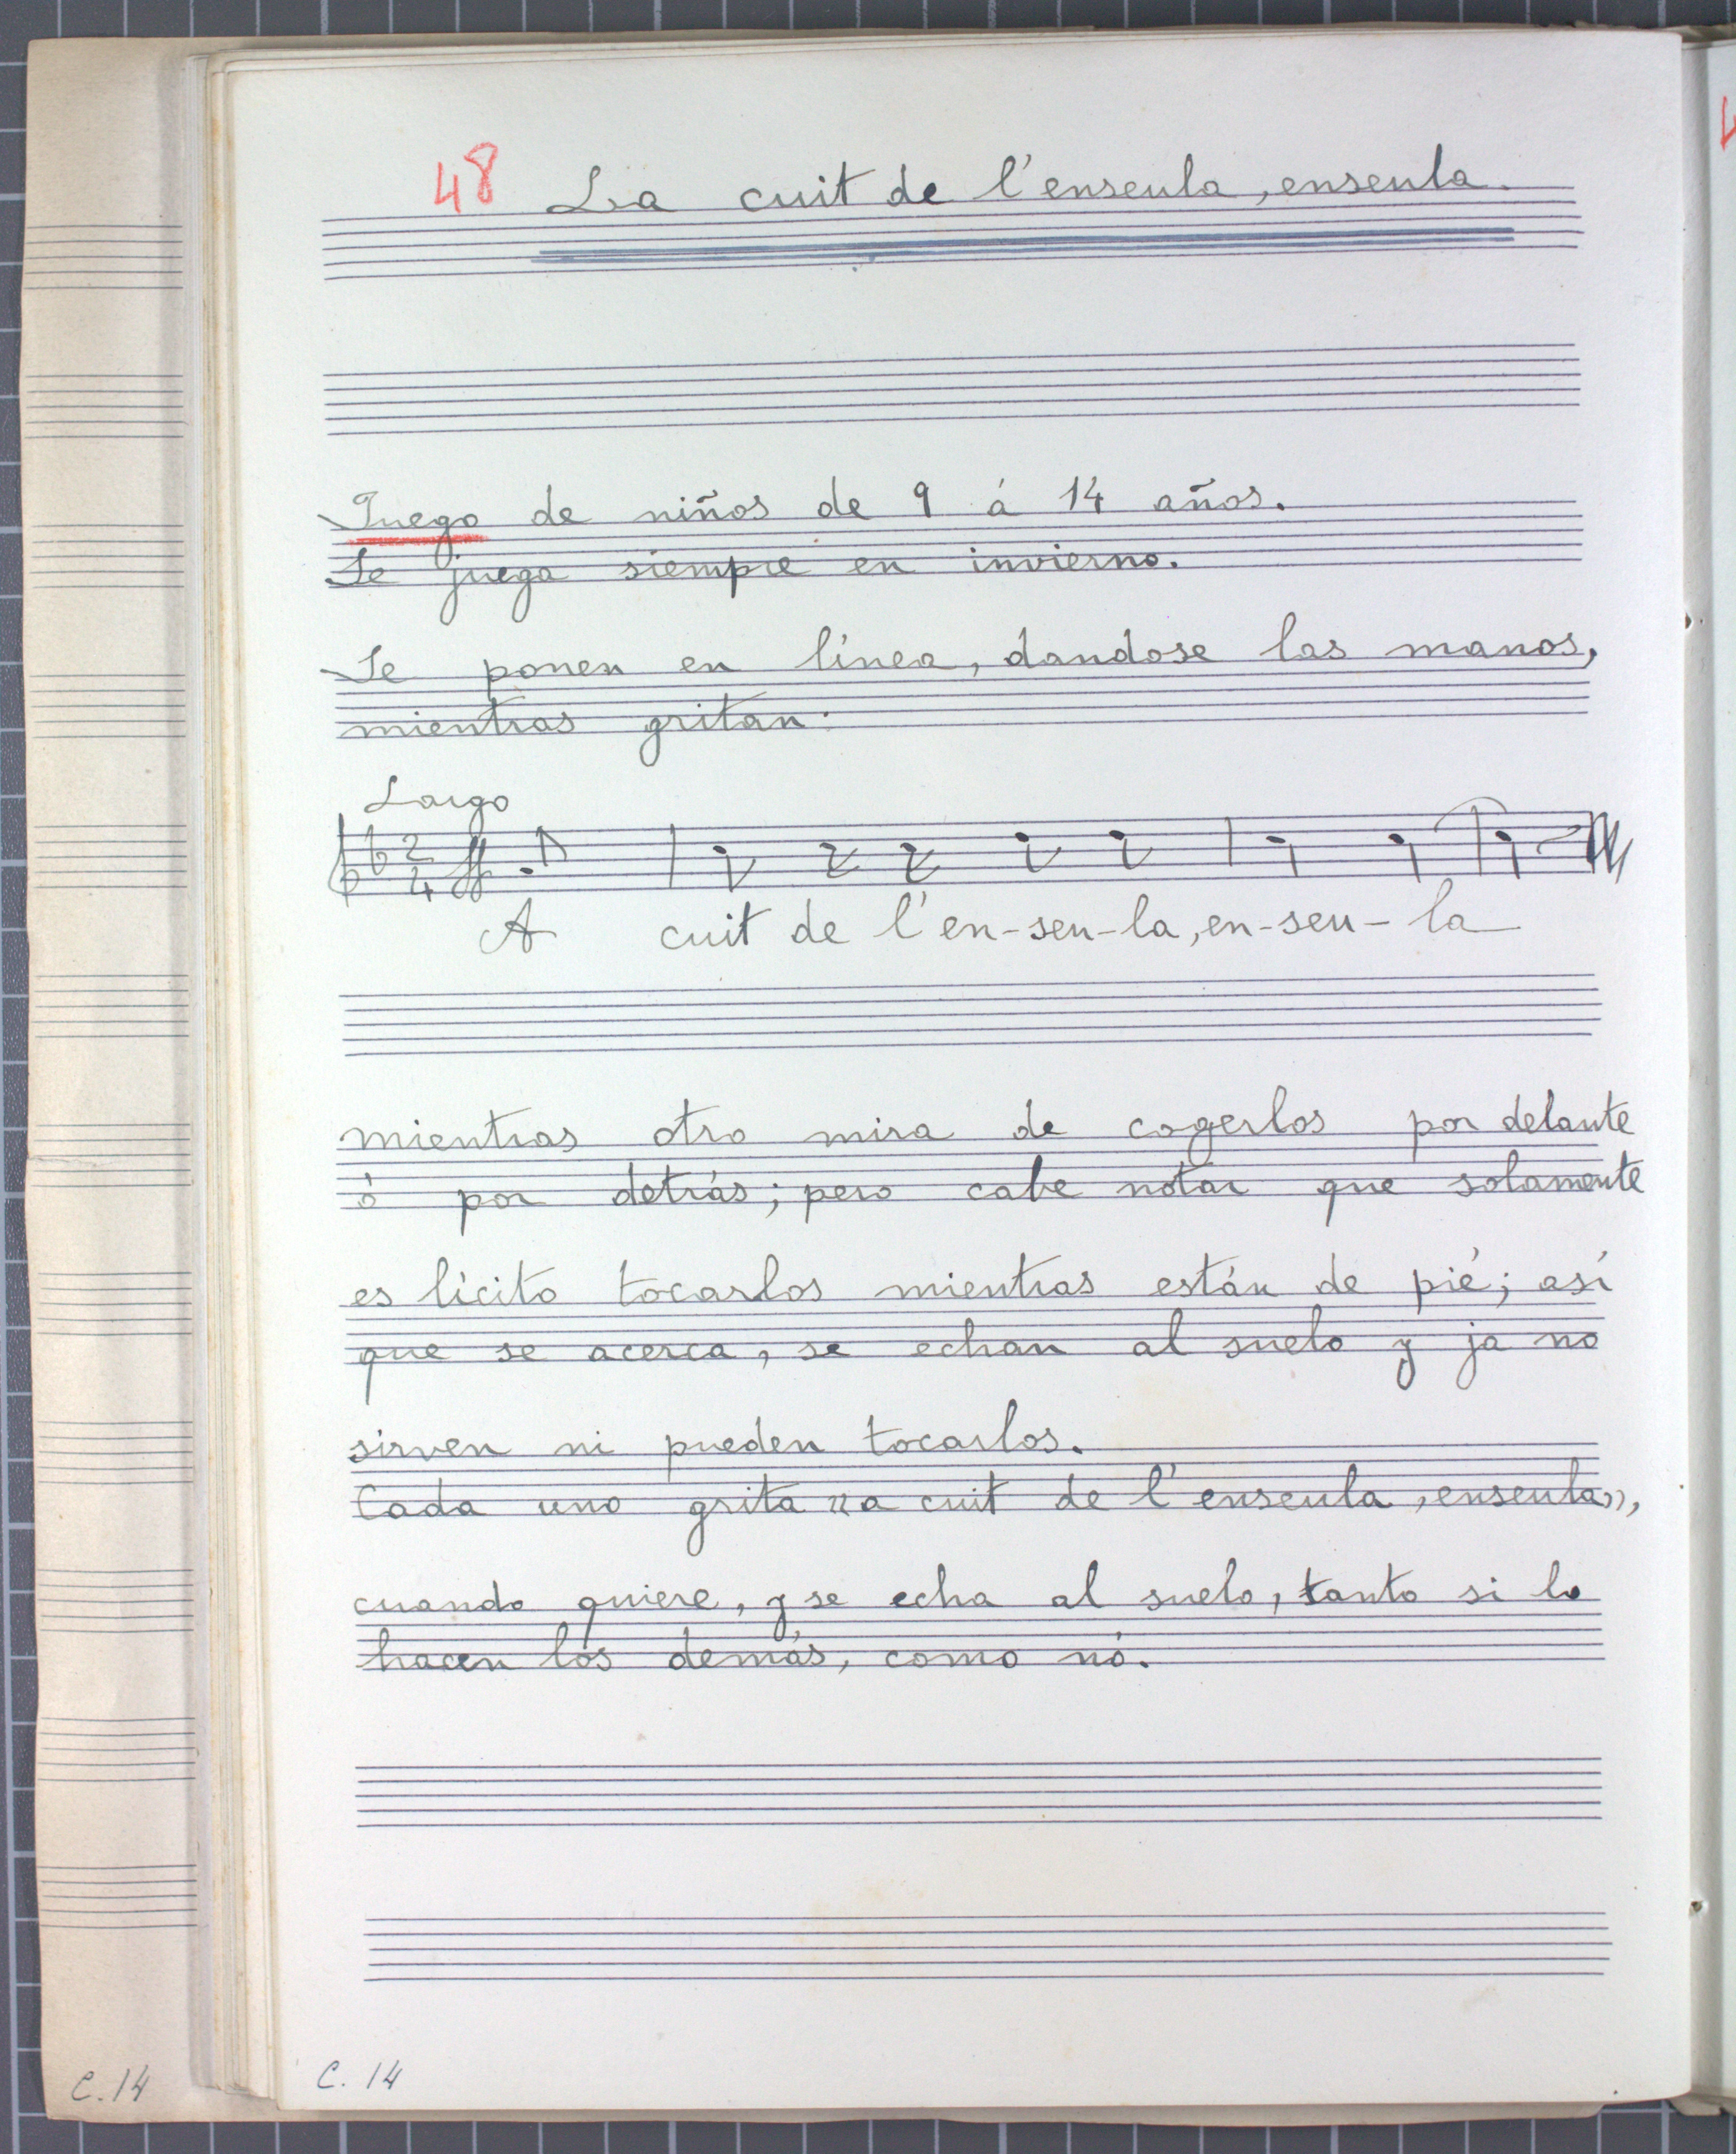 48 La cuit de l'enseula, enseula.
Juego de niños de 9 á 14 años.
Se juega siempre en invierno.
Se ponen en línea, dandose las manos,
mientras gritan:
Largo
2/4
A cuit de l'en-seu-la, en-seu-la
mientras otro mira de cogerlos por delante
ò por detrás; pero cabe notar que solamente
es lícito tocarlos mientras están de pié; así
que se acerca, se echan al suelo y ja no
sirven ni pueden tocarlos.
Cada uno grita «a cuit de l'enseula, enseula»,
cuando quiere, y se echa al suelo, tanto si lo
hacen los demás, como nó.
C. 14 C. 14